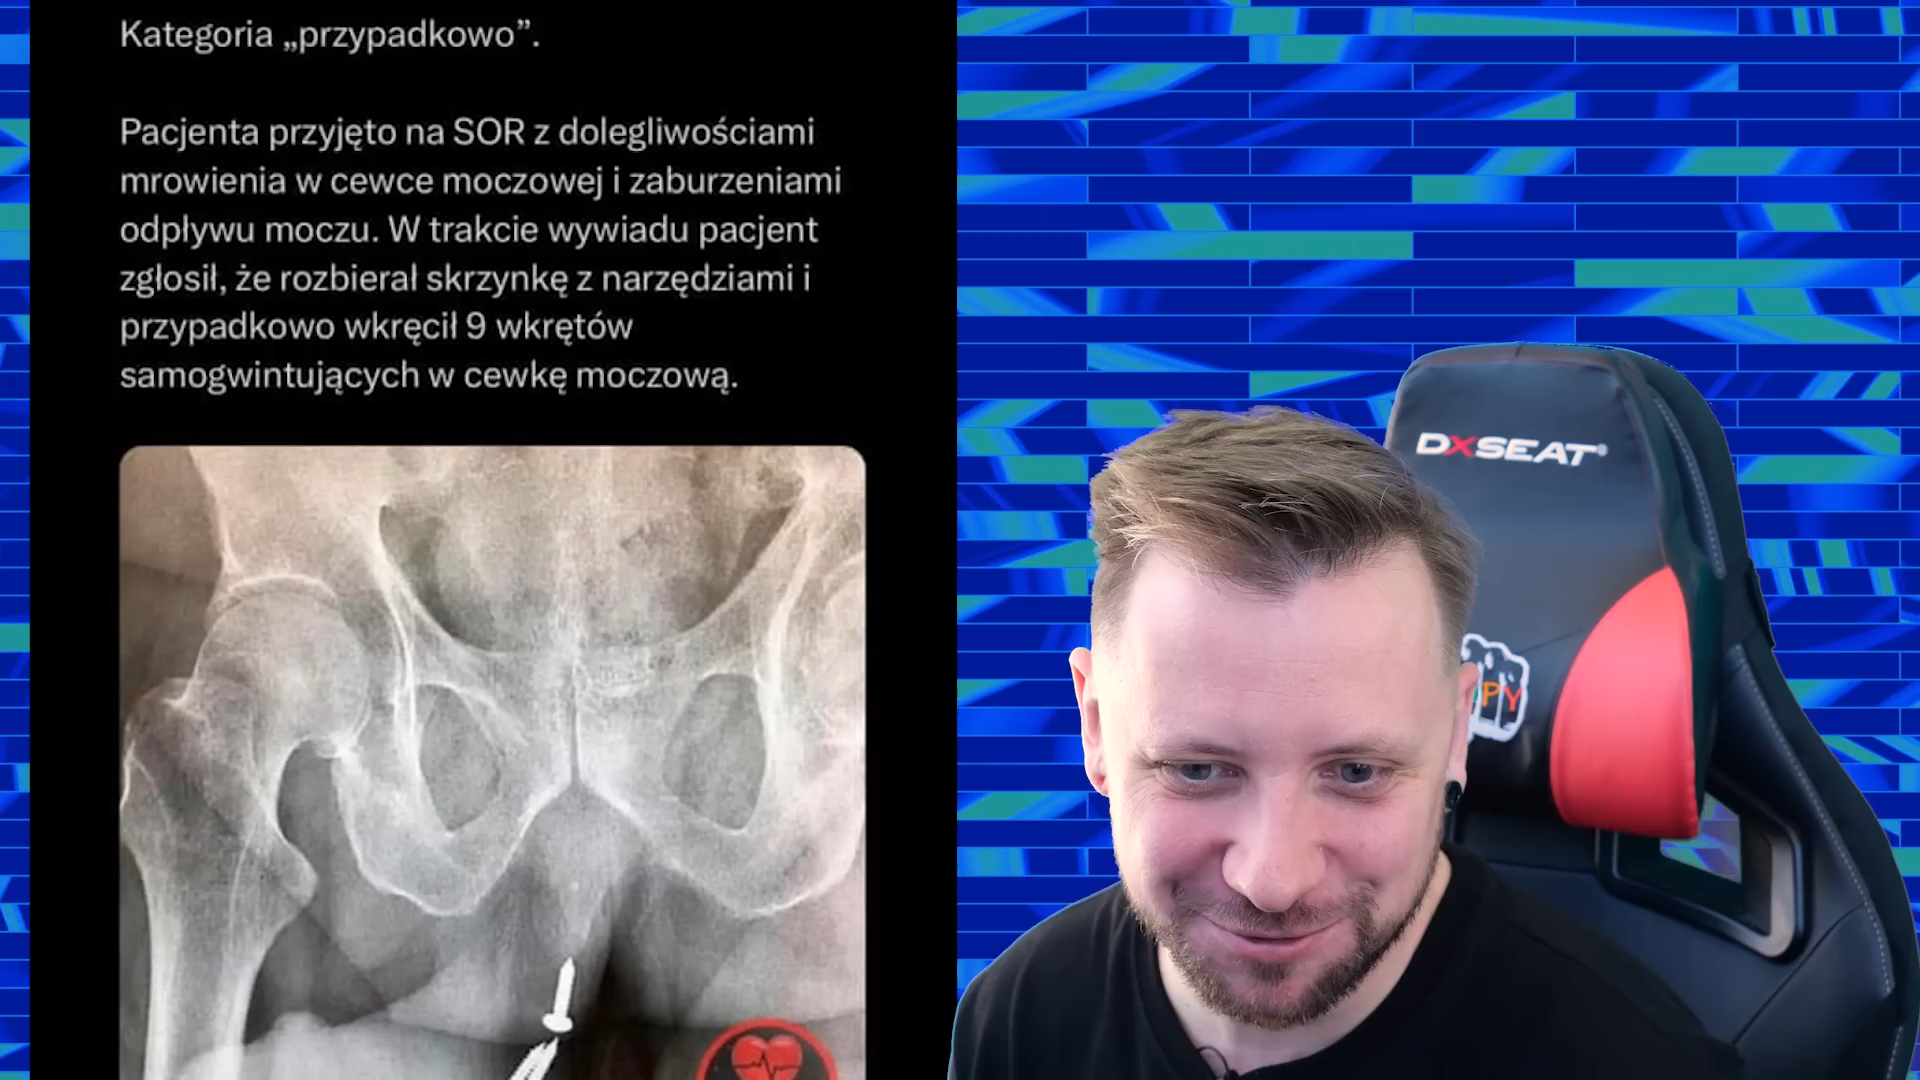 Kategoria „przypadkowo”.
Pacjenta przyjęto na SOR z dolegliwościami
mrowienia w cewce moczowej i zaburzeniami
odpływu moczu. W trakcie wywiadu pacjent
zgłosił, że rozbierał skrzynkę z narzędziami i
przypadkowo wkręcił 9 wkrętów
samogwintujących w cewkę moczową.
DXSEAT®